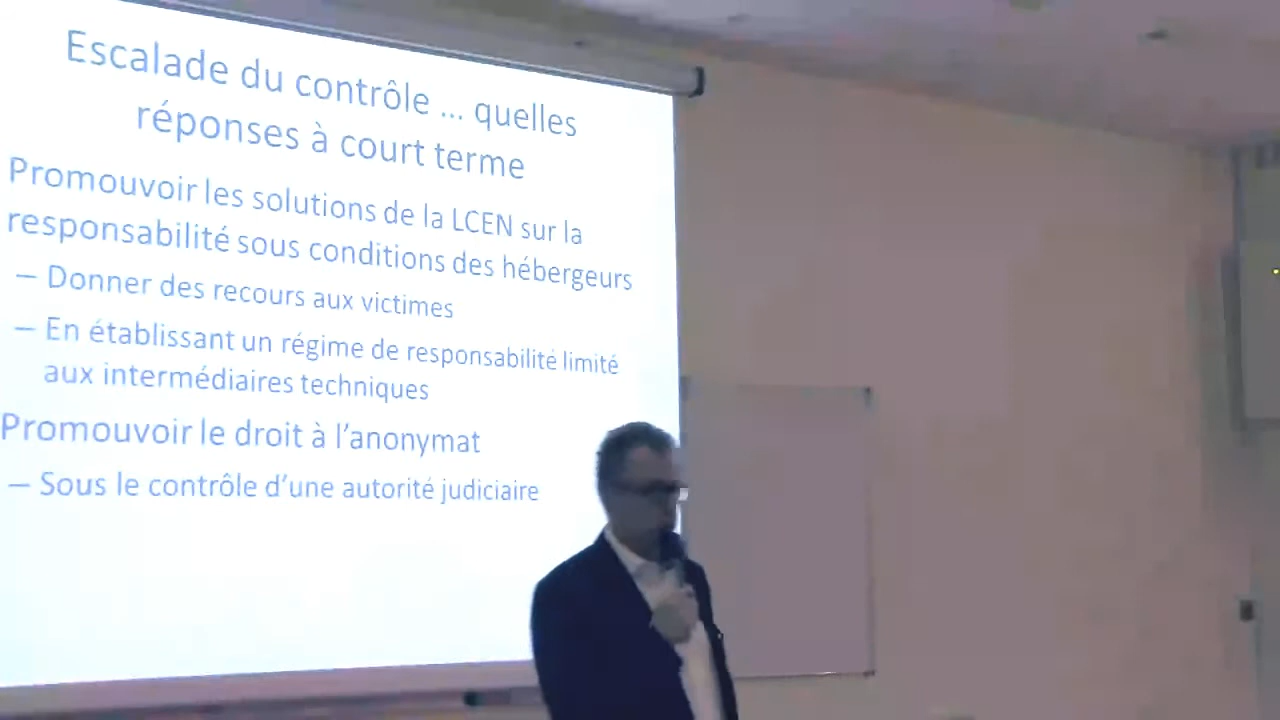 Escalade du contrôle ... quelles
réponses à court terme
Promouvoir les solutions de la LCEN sur la
responsabilité sous conditions des hébergeurs
– Donner des recours aux victimes
– En établissant un régime de responsabilité limité
aux intermédiaires techniques
Promouvoir le droit à l'anonymat
– Sous le contrôle d'une autorité judiciaire